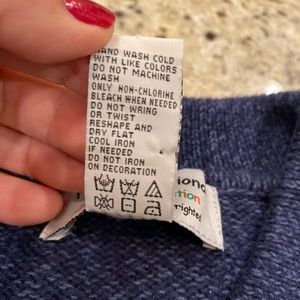 HAND WASH COLD
WITH LIKE COLORS
DO NOT MACHINE
WASH
ONLY NON-CHLORINE
BLEACH WHEN NEEDED
DO NOT WRING
OR TWIST
RESHAPE AND
DRY FLAT
COOL IRON
IF NEEDED
DO NOT IRON
ON DECORATION